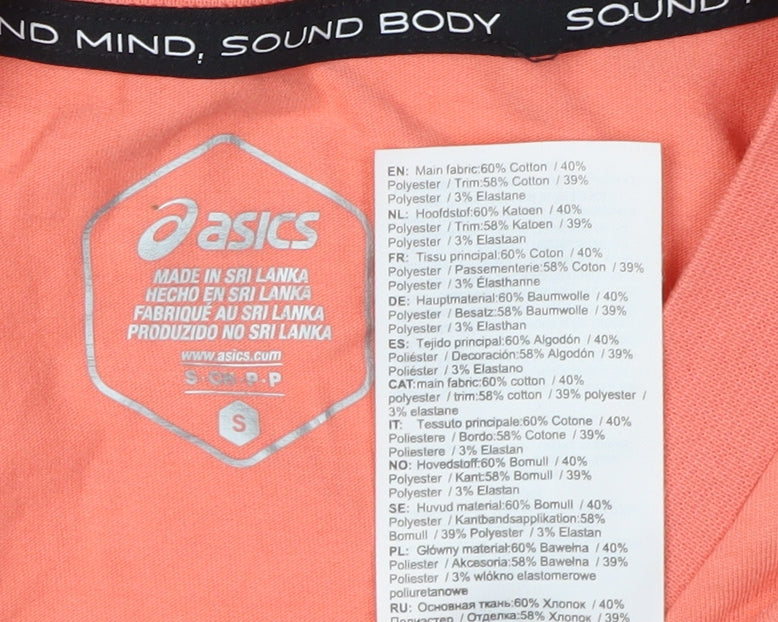 ND MIND, SOUND BODY
SOUND
asics
MADE IN SRI LANKA
HECHO EN SRI LANKA
FABRIQUÉ AU SRI LANKA
PRODUZIDO NO SRI LANKA
www.asics.com
S · CH · P · P
S
EN: Main fabric:60% Cotton / 40%
Polyester / Trim:58% Cotton / 39%
Polyester / 3% Elastane
NL: Hoofdstof:60% Katoen / 40%
Polyester / Trim:58% Katoen / 39%
Polyester / 3% Elastaan
FR: Tissu principal:60% Coton / 40%
Polyester / Passementerie:58% Coton / 39%
Polyester / 3% Élasthanne
DE: Hauptmaterial:60% Baumwolle / 40%
Polyester / Besatz:58% Baumwolle / 39%
Polyester / 3% Elasthan
ES: Tejido principal:60% Algodón / 40%
Poliéster / Decoración:58% Algodón / 39%
Poliéster / 3% Elastano
CAT:main fabric:60% cotton / 40%
polyester / trim:58% cotton / 39% polyester /
3% elastane
IT: Tessuto principale:60% Cotone / 40%
Poliestere / Bordo:58% Cotone / 39%
Poliestere / 3% Elastan
NO: Hovedstoff:60% Bomull / 40%
Polyester / Kant:58% Bomull / 39%
Polyester / 3% Elastan
SE: Huvud material:60% Bomull / 40%
Polyester / Kantbandsapplikation:58%
Bomull / 39% Polyester / 3% Elastan
PL: Główny materiał:60% Bawełna / 40%
Poliester / Akcesoria:58% Bawełna / 39%
Poliester / 3% włókno elastomerowe
poliuretanowe
RU: Основная ткань:60% Хлопок / 40%
Полиэстер / Отделка:58% Хлопок / 39%